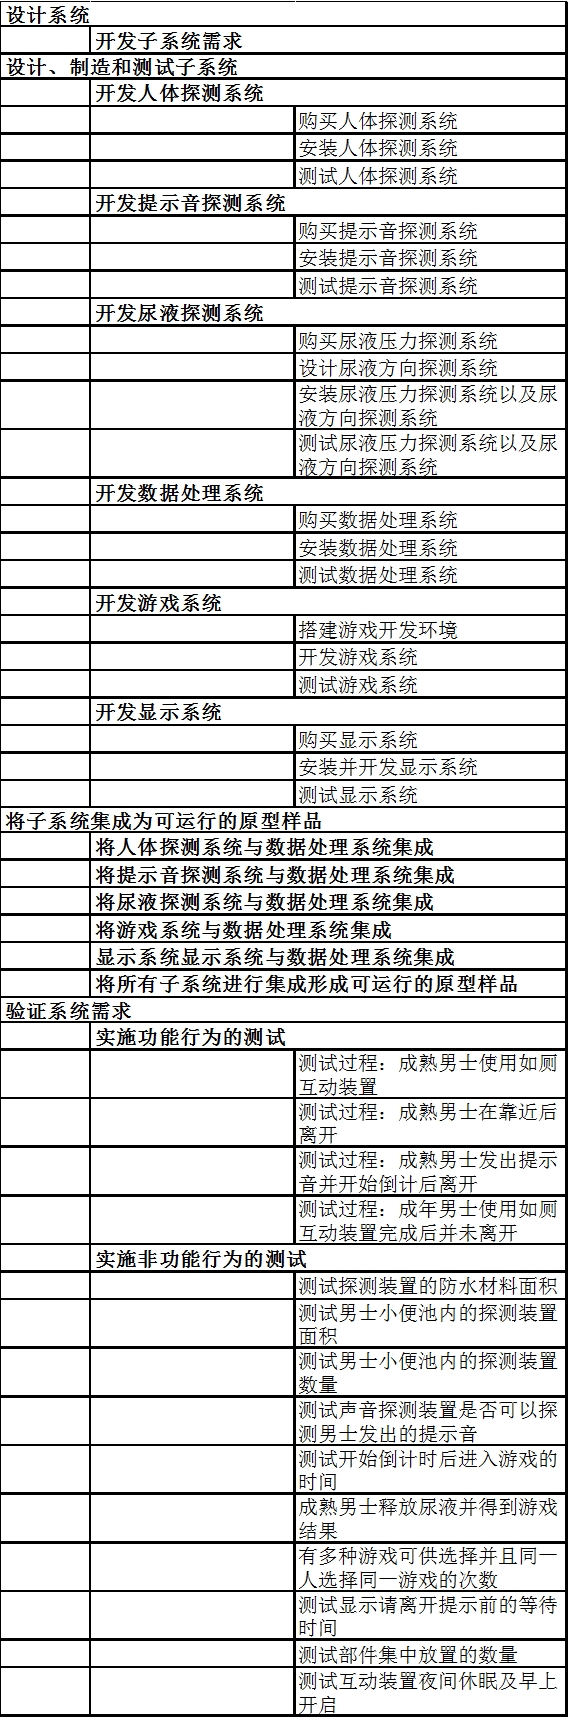 设计系统
开发子系统需求
设计、制造和测试子系统
开发人体探测系统
购买人体探测系统
安装人体探测系统
测试人体探测系统
开发提示音探测系统
购买提示音探测系统
安装提示音探测系统
测试提示音探测系统
开发尿液探测系统
购买尿液压力探测系统
设计尿液方向探测系统
安装尿液压力探测系统以及尿
液方向探测系统
测试尿液压力探测系统以及尿
液方向探测系统
开发数据处理系统
购买数据处理系统
安装数据处理系统
测试数据处理系统
开发游戏系统
搭建游戏开发环境
开发游戏系统
测试游戏系统
开发显示系统
购买显示系统
安装并开发显示系统
测试显示系统
将子系统集成为可运行的原型样品
将人体探测系统与数据处理系统集成
将提示音探测系统与数据处理系统集成
将尿液探测系统与数据处理系统集成
将游戏系统与数据处理系统集成
显示系统显示系统与数据处理系统集成
将所有子系统进行集成形成可运行的原型样品
验证系统需求
实施功能行为的测试
测试过程：成熟男士使用如厕
互动装置
测试过程：成熟男士在靠近后
离开
测试过程：成熟男士发出提示
音并开始倒计后离开
测试过程：成年男士使用如厕
互动装置完成后并未离开
实施非功能行为的测试
测试探测装置的防水材料面积
测试男士小便池内的探测装置
面积
测试男士小便池内的探测装置
数量
测试声音探测装置是否可以探
测男士发出的提示音
测试开始倒计时后进入游戏的
时间
成熟男士释放尿液并得到游戏
结果
有多种游戏可供选择并且同一
人选择同一游戏的次数
测试显示请离开提示前的等待
时间
测试部件集中放置的数量
测试互动装置夜间休眠及早上
开启